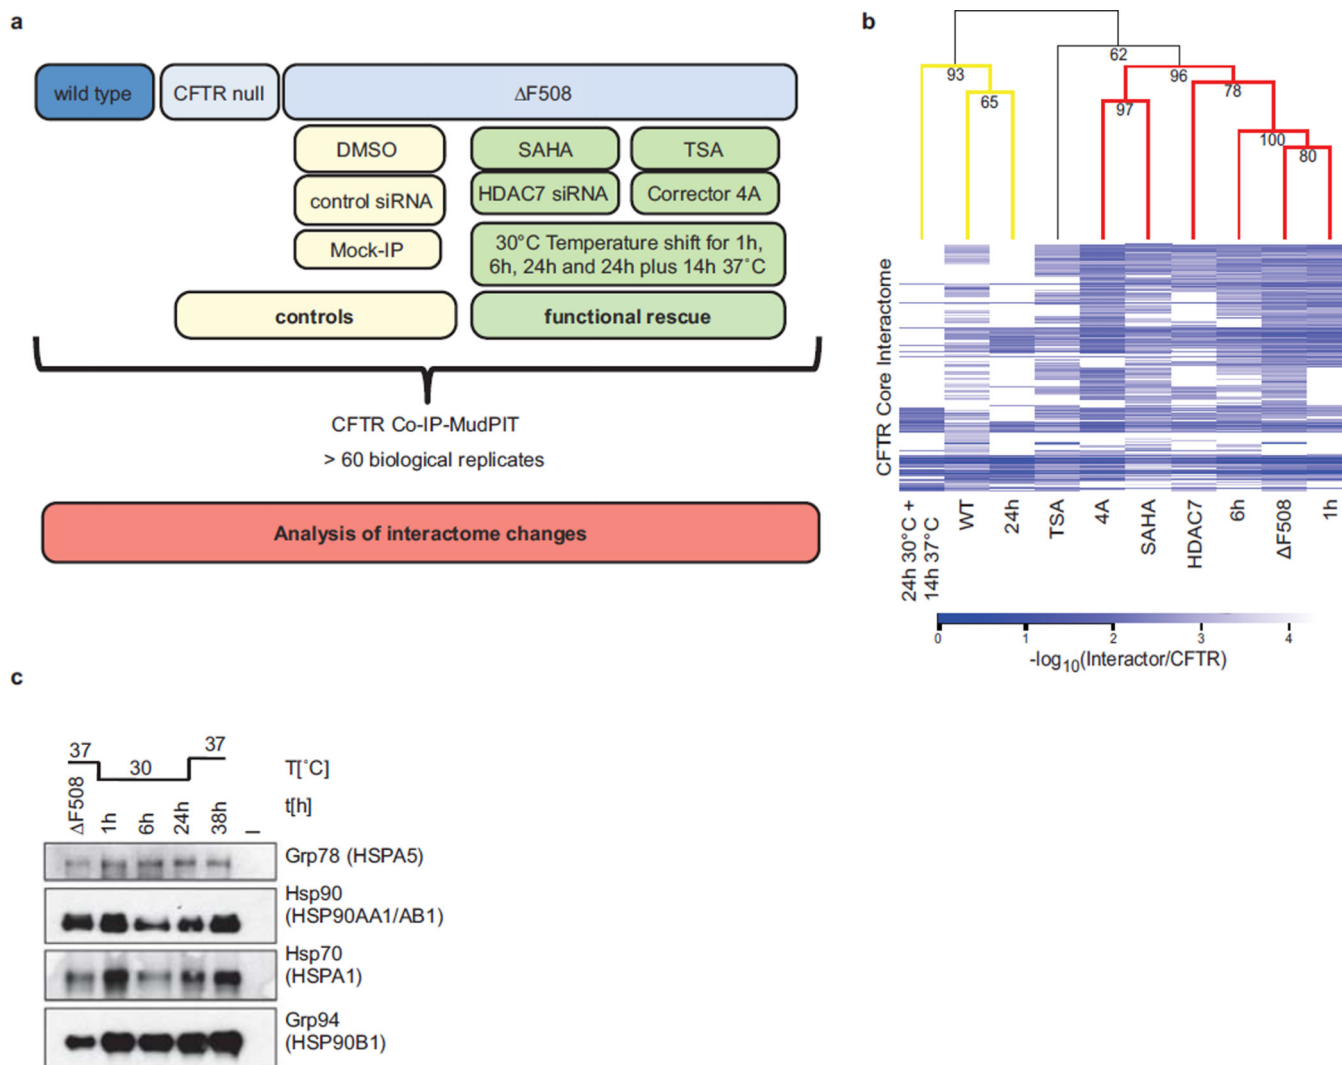 a
wild type
CFTR null
ΔF508
DMSO
SAHA
TSA
control siRNA
HDAC7 siRNA
Corrector 4A
Mock-IP
30°C Temperature shift for 1h,
6h, 24h and 24h plus 14h 37˚C
controls
functional rescue
CFTR Co-IP-MudPIT
> 60 biological replicates
Analysis of interactome changes
b
62
93
96
65
97
78
100
80
CFTR Core Interactome
24h 30°C +
14h 37°C
WT
24h
TSA
4A
SAHA
HDAC7
6h
ΔF508
1h
0 1 2 3 4
-log10(Interactor/CFTR)
c
37
30
37
T[˚C]
ΔF508
1h
6h
24h
38h
I
t[h]
Grp78 (HSPA5)
Hsp90
(HSP90AA1/AB1)
Hsp70
(HSPA1)
Grp94
(HSP90B1)